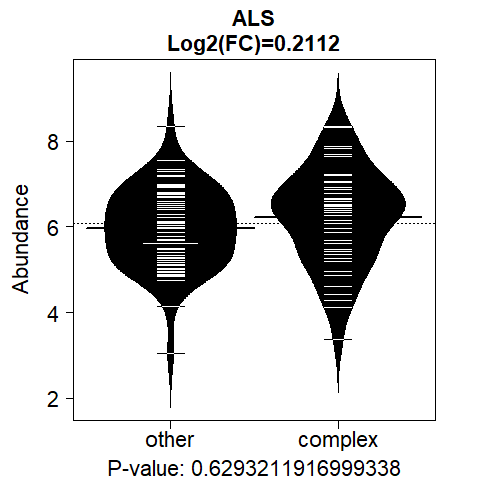 ALS
Log2(FC)=0.2112
Abundance
8
6
4
2
other complex
P-value: 0.6293211916999338